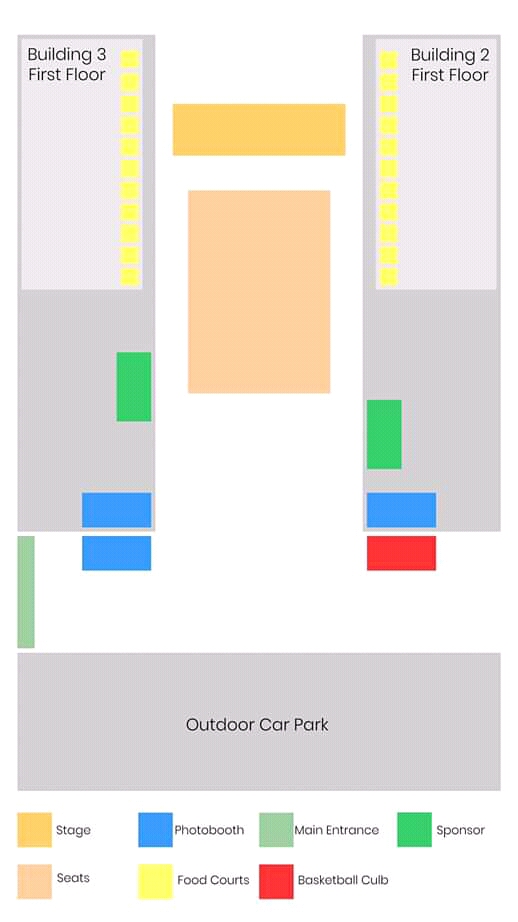 Building 3
First Floor
Building 2
First Floor
Outdoor Car Park
Stage
Photobooth
Main Entrance
Sponsor
Seats
Food Courts
Basketball Culb